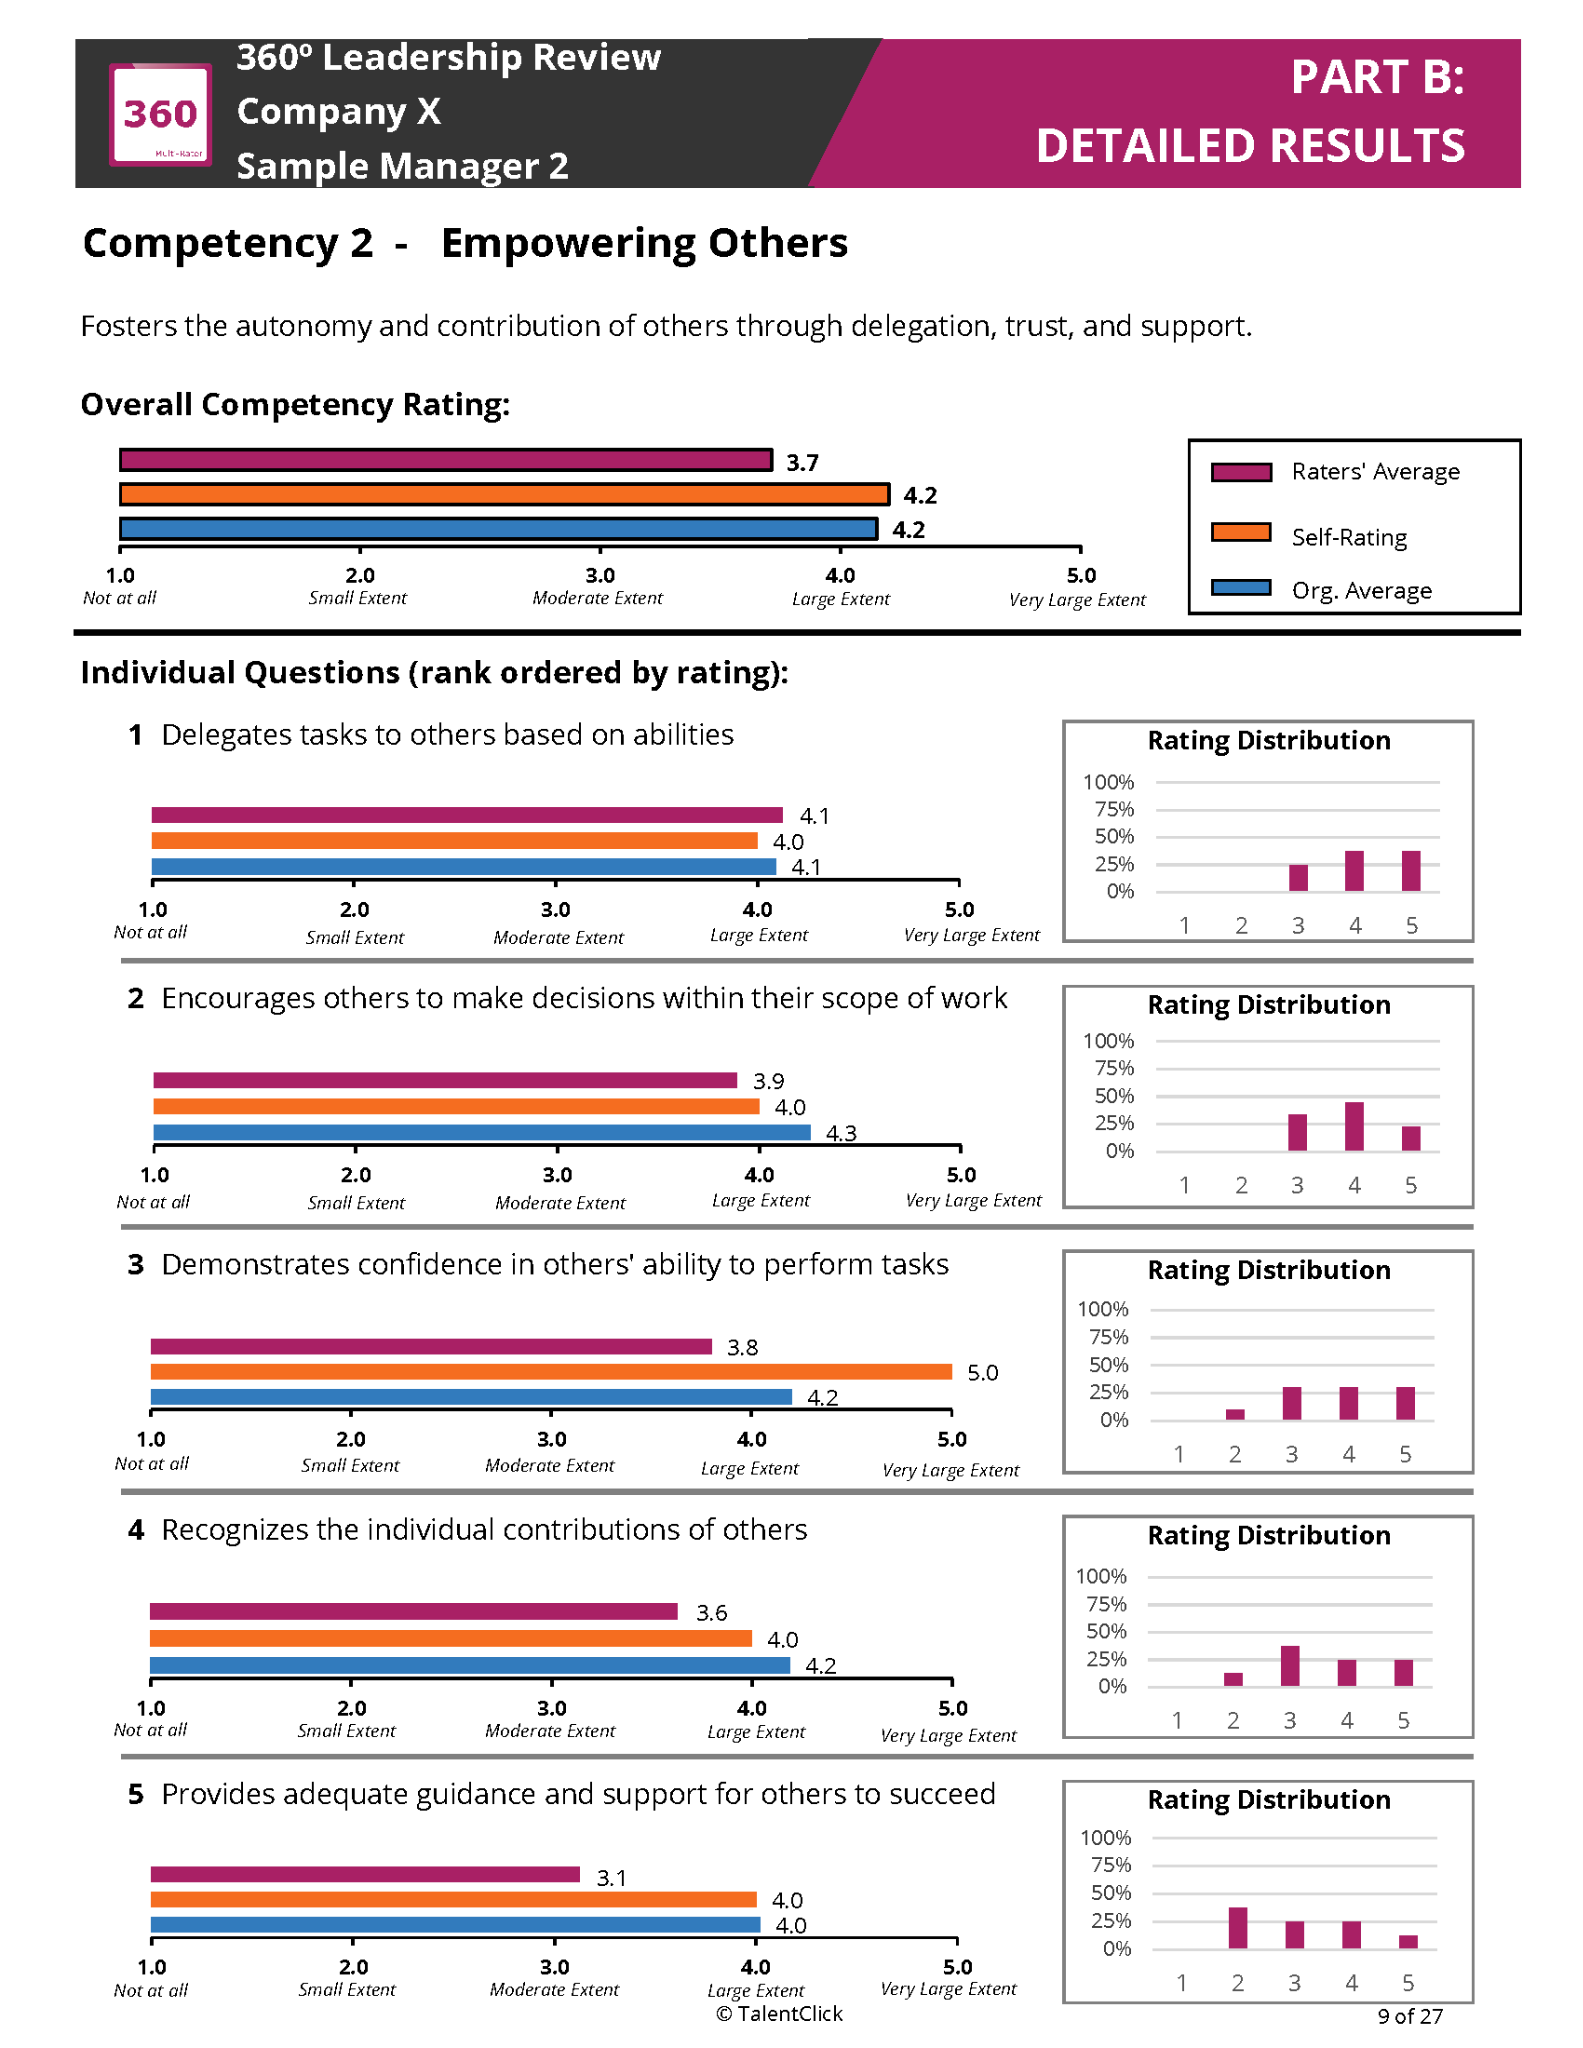 360º Leadership Review
Company X
Sample Manager 2
360
Multi-Rater
PART B:
DETAILED RESULTS
Competency 2 - Empowering Others
Fosters the autonomy and contribution of others through delegation, trust, and support.
Overall Competency Rating:
3.7
4.2
4.2
1.0 2.0 3.0 4.0 5.0
Not at all Small Extent Moderate Extent Large Extent Very Large Extent
Raters' Average
Self-Rating
Org. Average
Individual Questions (rank ordered by rating):
1 Delegates tasks to others based on abilities
4.1
4.0
4.1
1.0 2.0 3.0 4.0 5.0
Not at all Small Extent Moderate Extent Large Extent Very Large Extent
Rating Distribution
100%
75%
50%
25%
0%
1 2 3 4 5
2 Encourages others to make decisions within their scope of work
3.9
4.0
4.3
1.0 2.0 3.0 4.0 5.0
Not at all Small Extent Moderate Extent Large Extent Very Large Extent
Rating Distribution
100%
75%
50%
25%
0%
1 2 3 4 5
3 Demonstrates confidence in others' ability to perform tasks
3.8
5.0
4.2
1.0 2.0 3.0 4.0 5.0
Not at all Small Extent Moderate Extent Large Extent Very Large Extent
Rating Distribution
100%
75%
50%
25%
0%
1 2 3 4 5
4 Recognizes the individual contributions of others
3.6
4.0
4.2
1.0 2.0 3.0 4.0 5.0
Not at all Small Extent Moderate Extent Large Extent Very Large Extent
Rating Distribution
100%
75%
50%
25%
0%
1 2 3 4 5
5 Provides adequate guidance and support for others to succeed
3.1
4.0
4.0
1.0 2.0 3.0 4.0 5.0
Not at all Small Extent Moderate Extent Large Extent Very Large Extent
Rating Distribution
100%
75%
50%
25%
0%
1 2 3 4 5
© TalentClick
9 of 27